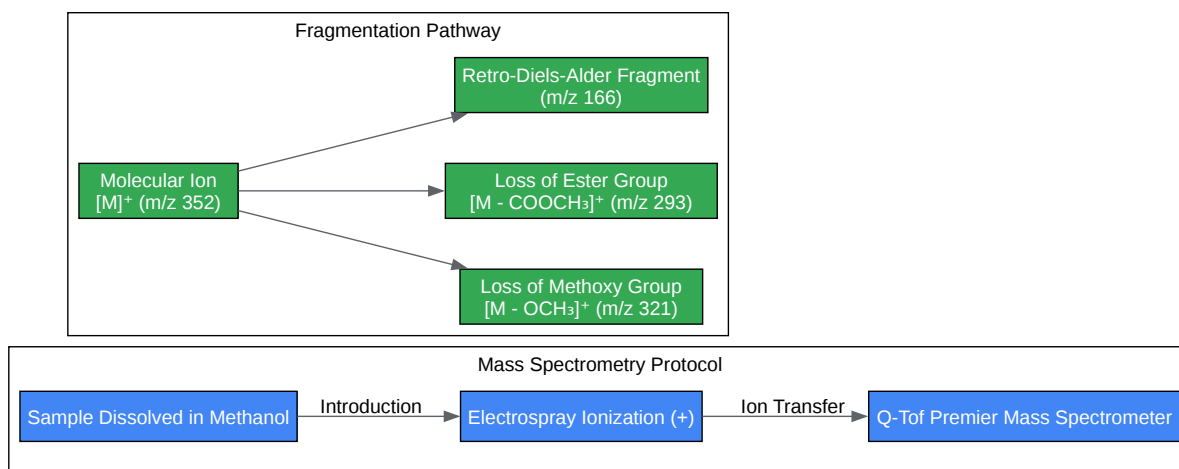 Fragmentation Pathway
Retro-Diels-Alder Fragment
(m/z 166)
Molecular Ion
[M]⁺ (m/z 352)
Loss of Ester Group
[M - COOCH₃]⁺ (m/z 293)
Loss of Methoxy Group
[M - OCH₃]⁺ (m/z 321)
Mass Spectrometry Protocol
Sample Dissolved in Methanol
Introduction
Electrospray Ionization (+)
Ion Transfer
Q-Tof Premier Mass Spectrometer